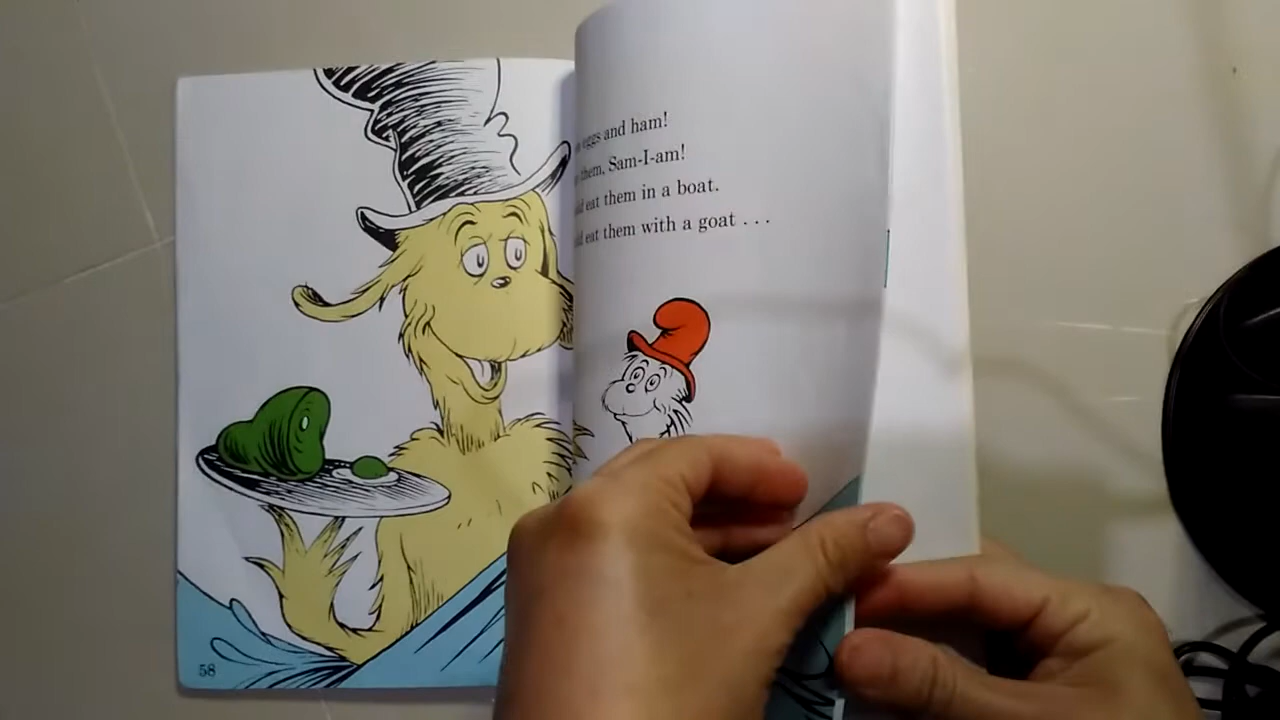 eggs and ham!
them, Sam-I-am!
eat them in a boat.
eat them with a goat . . .
58